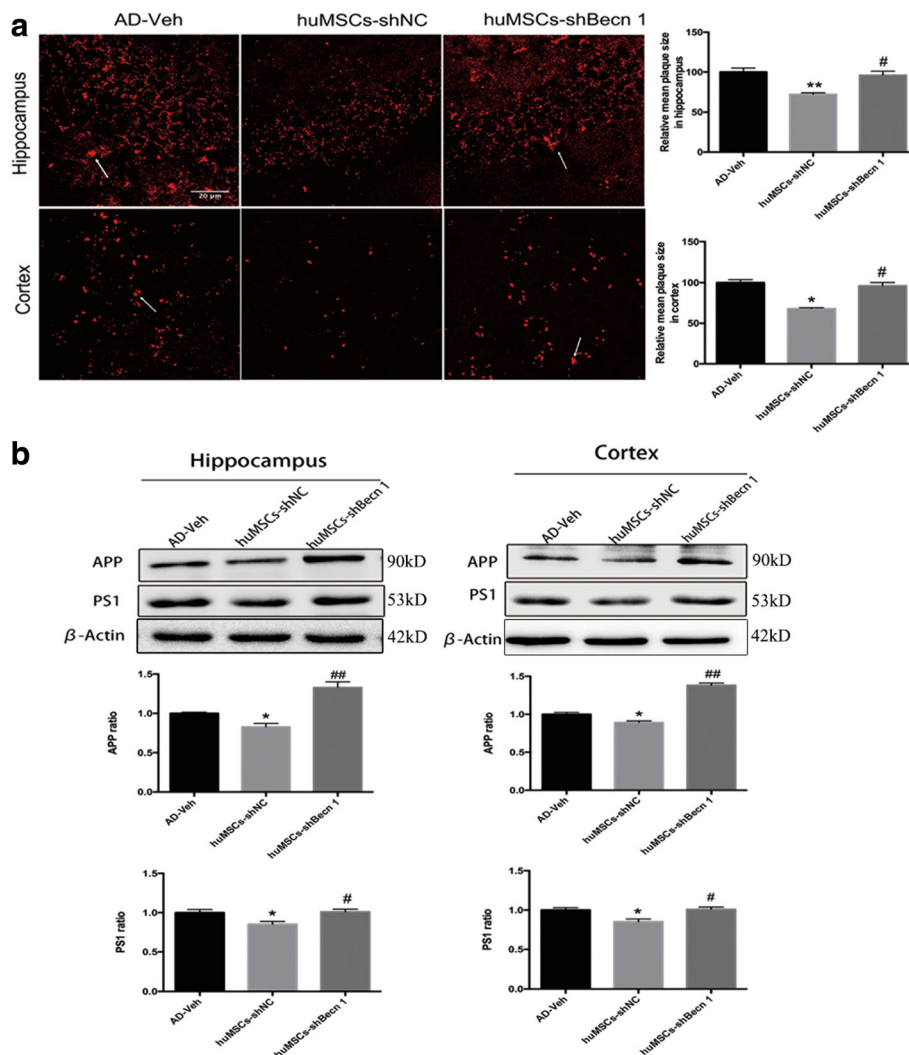 a
AD-Veh
huMSCs-shNC
huMSCs-shBecn 1
Hippocampus
20 μm
Cortex
Relative mean plaque size
in hippocampus
150
100
50
0
**
#
AD-Veh
huMSCs-shNC
huMSCs-shBecn 1
Relative mean plaque size
in cortex
150
100
50
0
*
#
AD-Veh
huMSCs-shNC
huMSCs-shBecn 1
b
Hippocampus
AD-Veh
huMSCs-shNC
huMSCs-shBecn 1
APP
90kD
PS1
53kD
β-Actin
42kD
APP ratio
1.5
1.0
0.5
0.0
*
##
AD-Veh
huMSCs-shNC
huMSCs-shBecn 1
PS1 ratio
1.5
1.0
0.5
0.0
*
#
AD-Veh
huMSCs-shNC
huMSCs-shBecn 1
Cortex
AD-Veh
huMSCs-shNC
huMSCs-shBecn 1
APP
90kD
PS1
53kD
β-Actin
42kD
APP ratio
1.5
1.0
0.5
0.0
*
##
AD-Veh
huMSCs-shNC
huMSCs-shBecn 1
PS1 ratio
1.5
1.0
0.5
0.0
*
#
AD-Veh
huMSCs-shNC
huMSCs-shBecn 1